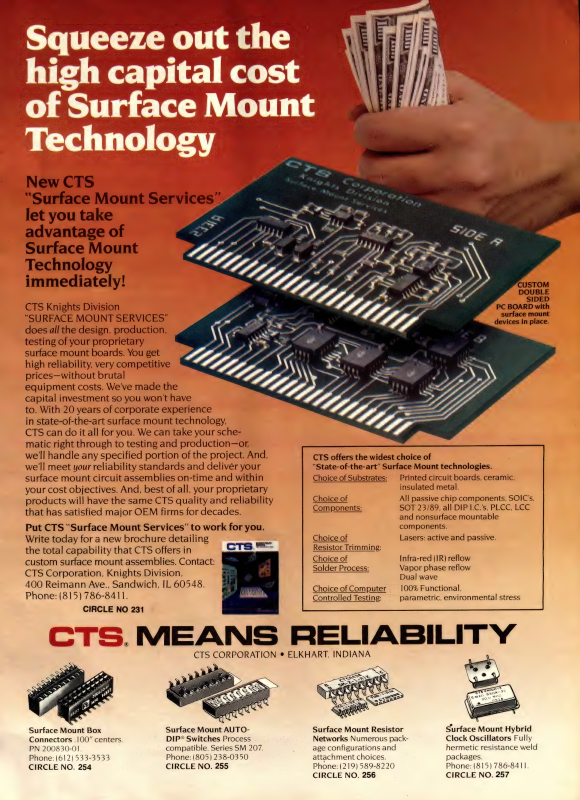 Squeeze out the
high capital cost
of Surface Mount
Technology
New CTS
"Surface Mount Services"
let you take
advantage of
Surface Mount
Technology
immediately!
CTS Knights Division
"SURFACE MOUNT SERVICES"
does all the design, production,
testing of your proprietary
surface mount boards. You get
high reliability, very competitive
prices—without brutal
equipment costs. We've made the
capital investment so you won't have
to. With 20 years of corporate experience
in state-of-the-art surface mount technology,
CTS can do it all for you. We can take your sche-
matic right through to testing and production—or,
we'll handle any specified portion of the project. And,
we'll meet your reliability standards and deliver your
surface mount circuit assemblies on-time and within
your cost objectives. And, best of all, your proprietary
products will have the same CTS quality and reliability
that has satisfied major OEM firms for decades.
Put CTS "Surface Mount Services" to work for you.
Write today for a new brochure detailing
the total capability that CTS offers in
custom surface mount assemblies. Contact:
CTS Corporation, Knights Division,
400 Reimann Ave., Sandwich, IL 60548.
Phone: (815) 786-8411.
CIRCLE NO 231
CTS
CTS Corporation
Knights Division
Surface Mount Services
SIDE A
CUSTOM
DOUBLE
SIDED
PC BOARD with
surface mount
devices in place.
CTS offers the widest choice of
"State-of-the-art" Surface Mount technologies.
Choice of Substrates: Printed circuit boards, ceramic,
insulated metal.
Choice of Components: All passive chip components, SOIC's,
SOT 23/89, all DIP I.C.'s, PLCC, LCC
and nonsurface mountable
components.
Choice of Resistor Trimming: Lasers: active and passive.
Choice of Solder Process: Infra-red (IR) reflow
Vapor phase reflow
Dual wave
Choice of Computer Controlled Testing: 100% Functional,
parametric, environmental stress
CTS. MEANS RELIABILITY
CTS CORPORATION • ELKHART, INDIANA
Surface Mount Box
Connectors .100" centers.
PN 200830-01.
Phone: (612) 533-3533
CIRCLE NO. 254
Surface Mount AUTO-
DIP® Switches Process
compatible. Series SM 207.
Phone: (805) 238-0350
CIRCLE NO. 255
Surface Mount Resistor
Networks Numerous pack-
age configurations and
attachment choices.
Phone: (219) 589-8220
CIRCLE NO. 256
Surface Mount Hybrid
Clock Oscillators Fully
hermetic resistance weld
packages.
Phone: (815) 786-8411.
CIRCLE NO. 257